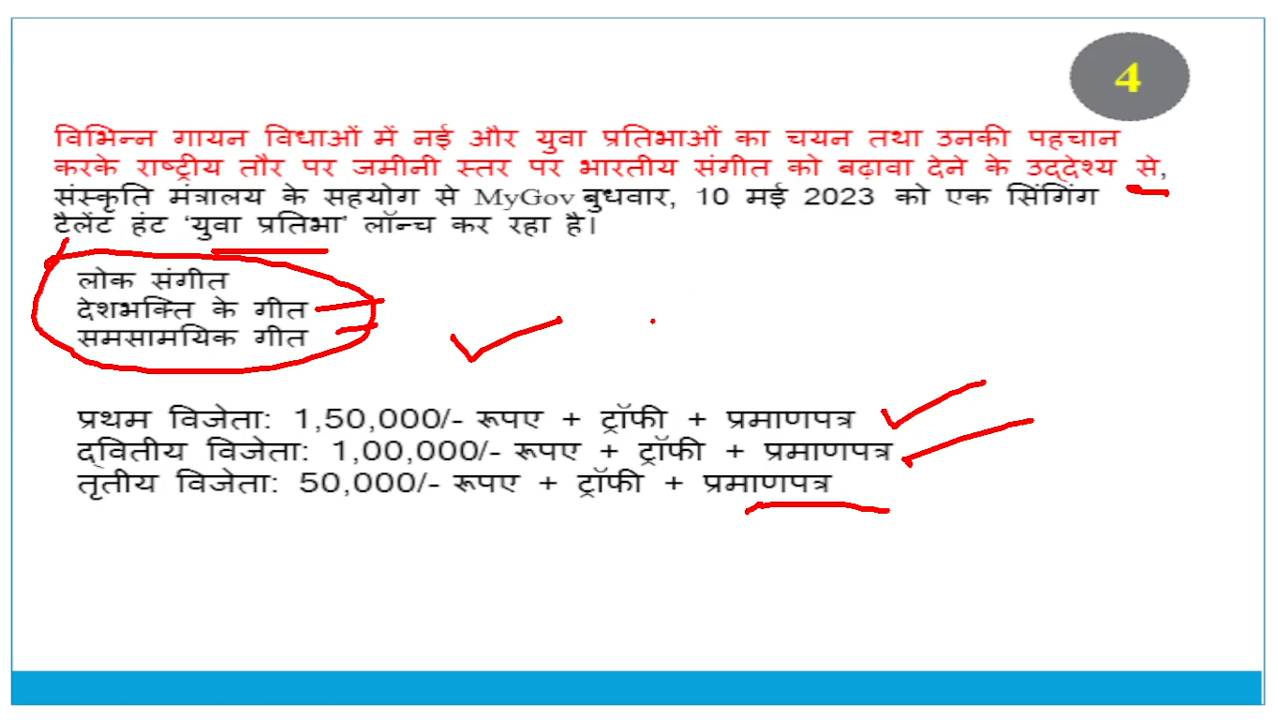 4
विभिन्न गायन विधाओं में नई और युवा प्रतिभाओं का चयन तथा उनकी पहचान
करके राष्ट्रीय तौर पर जमीनी स्तर पर भारतीय संगीत को बढ़ावा देने के उद्देश्य से,
संस्कृति मंत्रालय के सहयोग से MyGov बुधवार, 10 मई 2023 को एक सिंगिंग
टैलेंट हंट ‘युवा प्रतिभा’ लॉन्च कर रहा है।
लोक संगीत
देशभक्ति के गीत
समसामयिक गीत
प्रथम विजेता: 1,50,000/- रूपए + ट्रॉफी + प्रमाणपत्र
द्वितीय विजेता: 1,00,000/- रूपए + ट्रॉफी + प्रमाणपत्र
तृतीय विजेता: 50,000/- रूपए + ट्रॉफी + प्रमाणपत्र